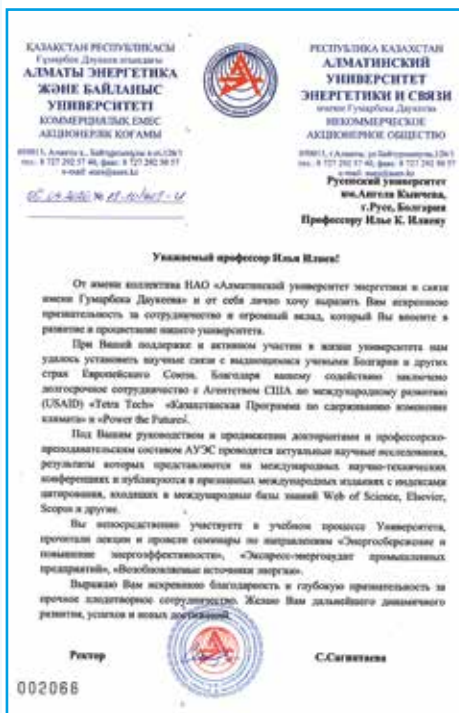 ҚАЗАҚСТАН РЕСПУБЛИКАСЫ
Ғұмарбек Дәукеев атындағы
АЛМАТЫ ЭНЕРГЕТИКА
ЖӘНЕ БАЙЛАНЫС
УНИВЕРСИТЕТІ
КОММЕРЦИЯЛЫҚ ЕМЕС
АКЦИОНЕРЛІК ҚОҒАМЫ
РЕСПУБЛИКА КАЗАХСТАН
АЛМАТИНСКИЙ
УНИВЕРСИТЕТ
ЭНЕРГЕТИКИ И СВЯЗИ
имени Гумарбека Даукеева
НЕКОММЕРЧЕСКОЕ
АКЦИОНЕРНОЕ ОБЩЕСТВО
Русенский университет
им.Ангела Кынчева,
г.Русе, Болгария
Профессору Илье К. Илиеву
Уважаемый профессор Илья Илиев!
От имени коллектива НАО «Алматинский университет энергетики и связи
имени Гумарбека Даукеева» и от себя лично хочу выразить Вам искреннюю
признательность за сотрудничество и огромный вклад, который Вы вносите в
развитие и процветание нашего университета.
При Вашей поддержке и активном участии в жизни университета нам
удалось установить научные связи с выдающимися учеными Болгарии и других
стран Европейского Союза. Благодаря вашему содействию заключено
долгосрочное сотрудничество с Агентством США по международному развитию
(USAID) «Tetra Tech» «Казахстанская Программа по сдерживанию изменения
климата» и «Power the Future».
Под Вашим руководством и продвижении докторантами и профессорско-
преподавательским составом АУЭС проводятся актуальные научные исследования,
результаты которых представляются на международных научно-технических
конференциях и публикуются в признанных международных изданиях с индексами
цитирования, входящих в международные базы знаний Web of Science, Elsevier,
Scopus и другие.
Вы непосредственно участвуете в учебном процессе Университета,
прочитали лекции и провели семинары по направлениям «Энергосбережение и
повышение энергоэффективности», «Экспресс-энергоаудит промышленных
предприятий», «Возобновляемые источники энергии».
Выражаю Вам искреннюю благодарность и глубокую признательность за
прочное плодотворное сотрудничество. Желаю Вам дальнейшего динамичного
развития, успехов и новых достижений.
Ректор
С.Сагинтаева
002066